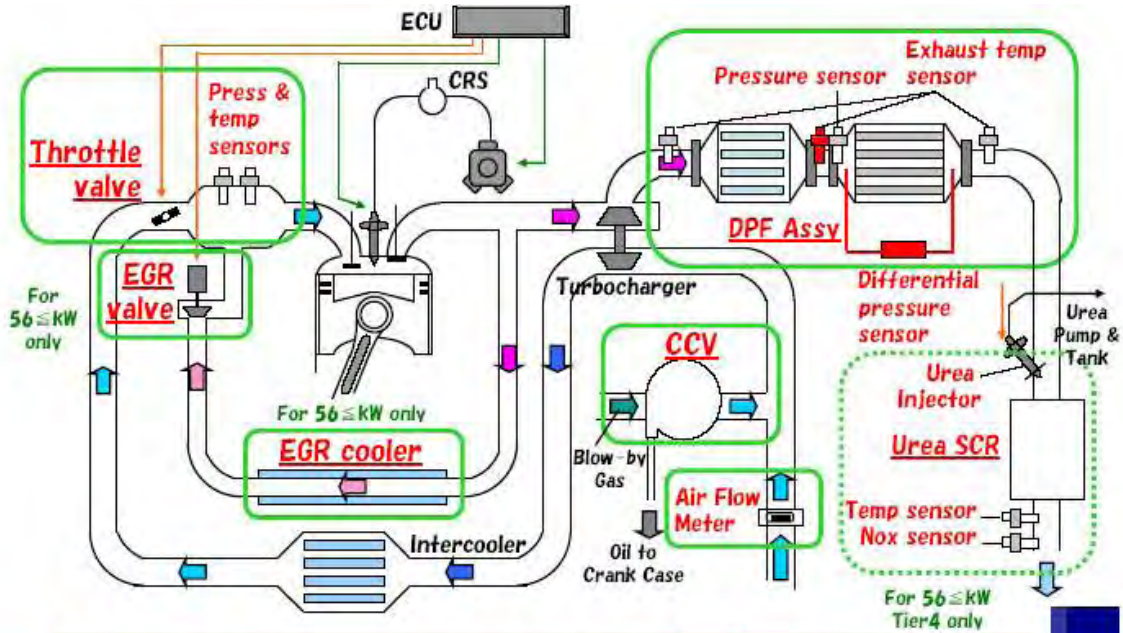 ECU
CRS
Press &
temp
sensors
Throttle
valve
Pressure sensor
Exhaust temp
sensor
DPF Assy
Differential
pressure
sensor
Turbocharger
EGR
valve
For
56≦kW
only
For 56≦kW only
EGR cooler
Intercooler
CCV
Blow-by
Gas
Oil to
Crank Case
Air Flow
Meter
Urea
Pump &
Tank
Urea
Injector
Urea SCR
Temp sensor
Nox sensor
For 56≦kW
Tier4 only